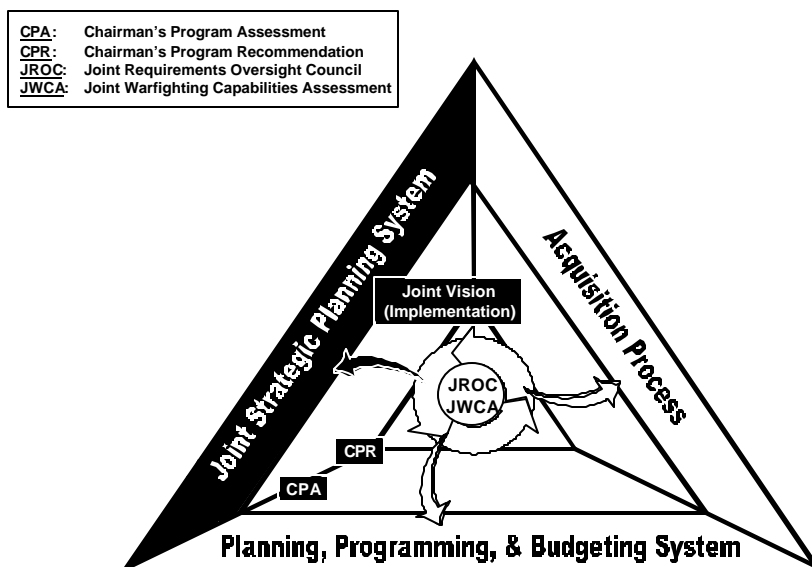 CPA: Chairman's Program Assessment
CPR: Chairman's Program Recommendation
JROC: Joint Requirements Oversight Council
JWCA: Joint Warfighting Capabilities Assessment
Joint Strategic Planning System
Acquisition Process
Joint Vision
(Implementation)
JROC
JWCA
CPR
CPA
Planning, Programming, & Budgeting System